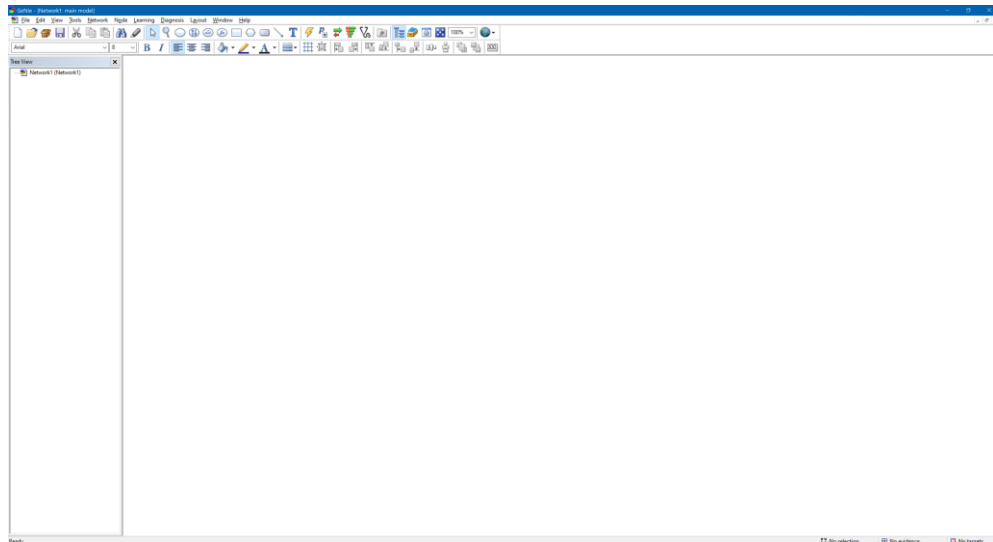 GeNIe - [Network1: main model]
File Edit View Tools Network Node Learning Diagnosis Layout Window Help
T
100%
Arial 8 B I A
Tree View
Network1 (Network1)
Ready No selection No evidence No targets